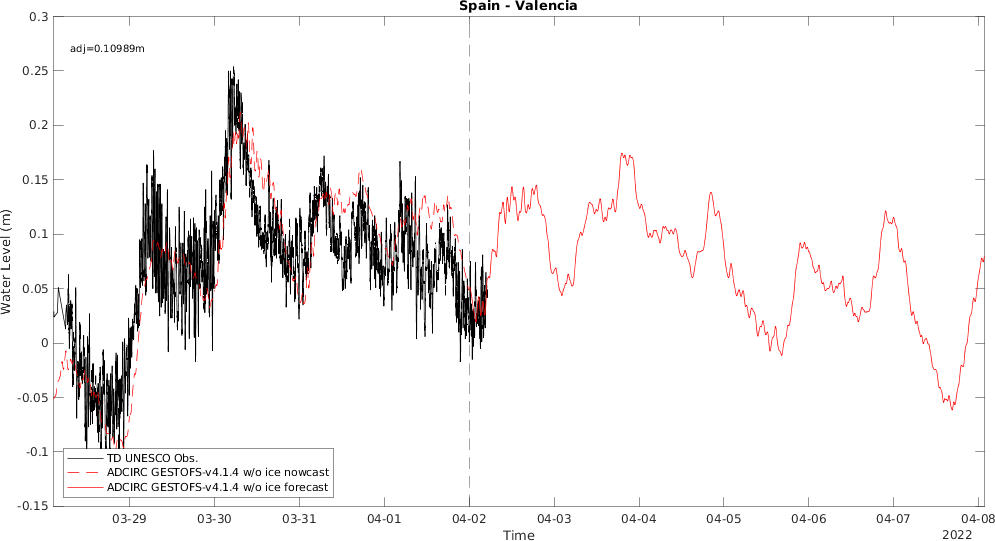 Spain - Valencia
adj=0.10989m
0.3
0.25
0.2
0.15
0.1
0.05
0
-0.05
-0.1
-0.15
Water Level (m)
TD UNESCO Obs.
ADCIRC GESTOFS-v4.1.4 w/o ice nowcast
ADCIRC GESTOFS-v4.1.4 w/o ice forecast
03-29 03-30 03-31 04-01 04-02 04-03 04-04 04-05 04-06 04-07 04-08
Time
2022